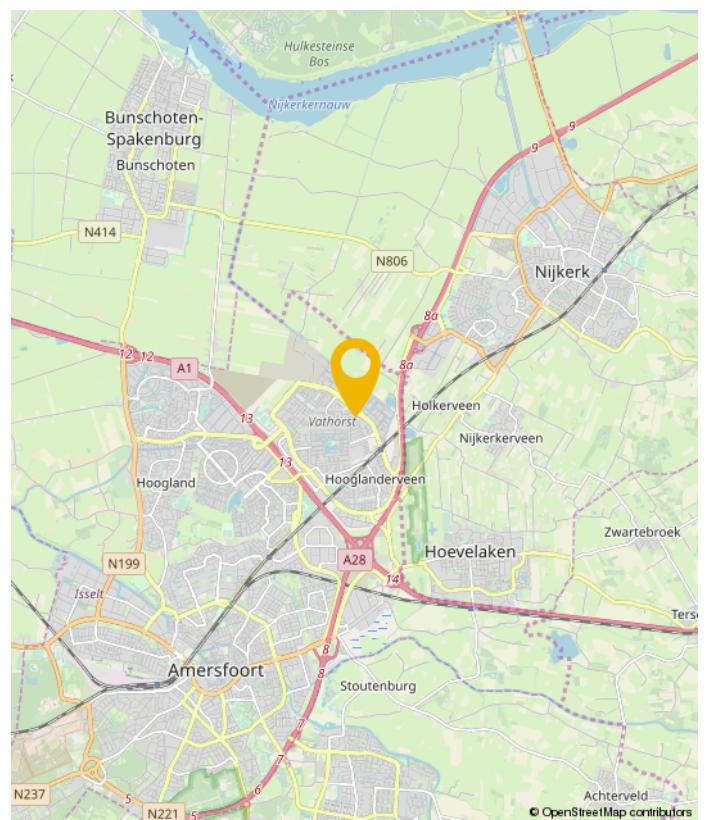 Hulkesteinse
Bos
Nijkerkernauw
Bunschoten-
Spakenburg
Bunschoten
9
9
N414
N806
Nijkerk
8a
12
12
A1
8a
13
Holkerveen
Vathorst
Nijkerkerveen
13
Hooglanderveen
Hoogland
Zwartebroek
Hoevelaken
N199
A28
14
Isselt
Terse
8
Amersfoort
8
Stoutenburg
7
7
6
N237
5
N221
5
Achterveld
© OpenStreetMap contributors